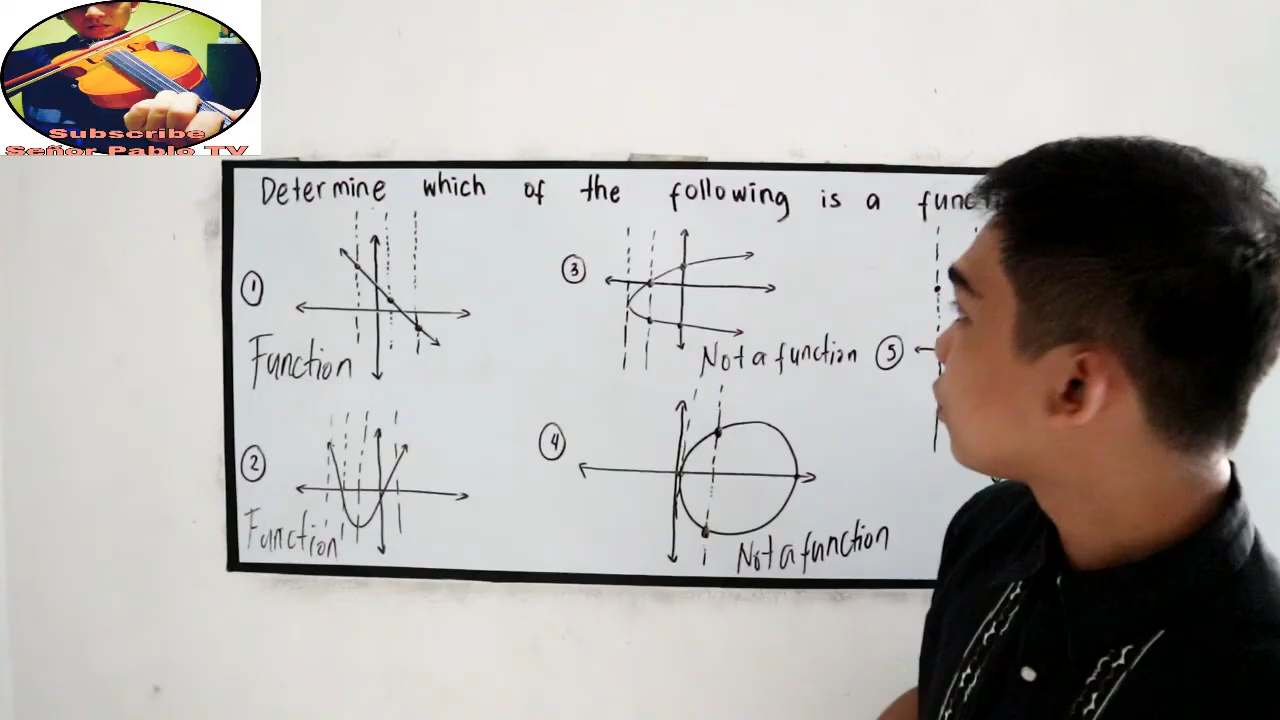 Subscribe
Señor Pablo TV
Determine which of the following is a
①
Function
②
Function
③
Not a function
④
Not a function
⑤